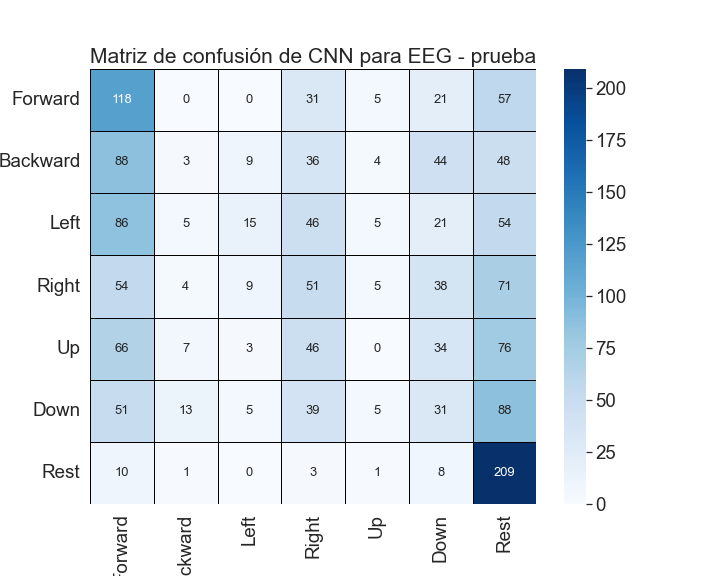 Matriz de confusión de CNN para EEG - prueba
Forward 118 0 0 31 5 21 57
Backward 88 3 9 36 4 44 48
Left 86 5 15 46 5 21 54
Right 54 4 9 51 5 38 71
Up 66 7 3 46 0 34 76
Down 51 13 5 39 5 31 88
Rest 10 1 0 3 1 8 209
Forward ckward Left Right Up Down Rest
200
175
150
125
100
75
50
25
0